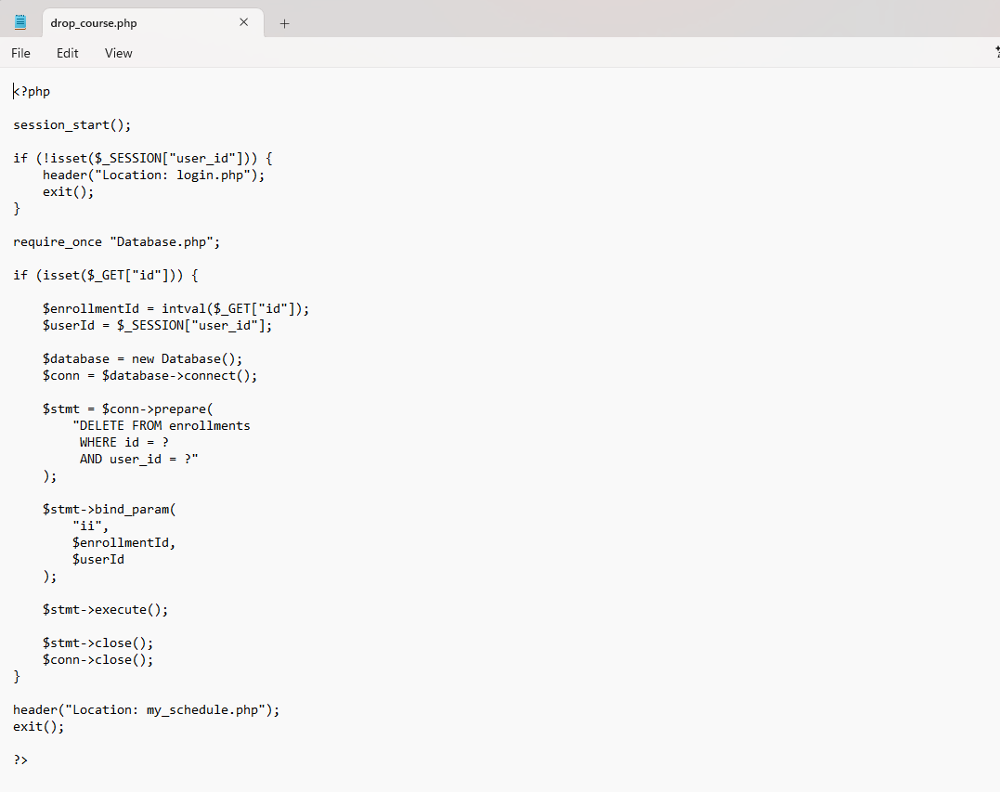 drop_course.php
File Edit View
<?php
session_start();
if (!isset($_SESSION["user_id"])) {
    header("Location: login.php");
    exit();
}
require_once "Database.php";
if (isset($_GET["id"])) {
    $enrollmentId = intval($_GET["id"]);
    $userId = $_SESSION["user_id"];
    $database = new Database();
    $conn = $database->connect();
    $stmt = $conn->prepare(
        "DELETE FROM enrollments
         WHERE id = ?
         AND user_id = ?"
    );
    $stmt->bind_param(
        "ii",
        $enrollmentId,
        $userId
    );
    $stmt->execute();
    $stmt->close();
    $conn->close();
}
header("Location: my_schedule.php");
exit();
?>